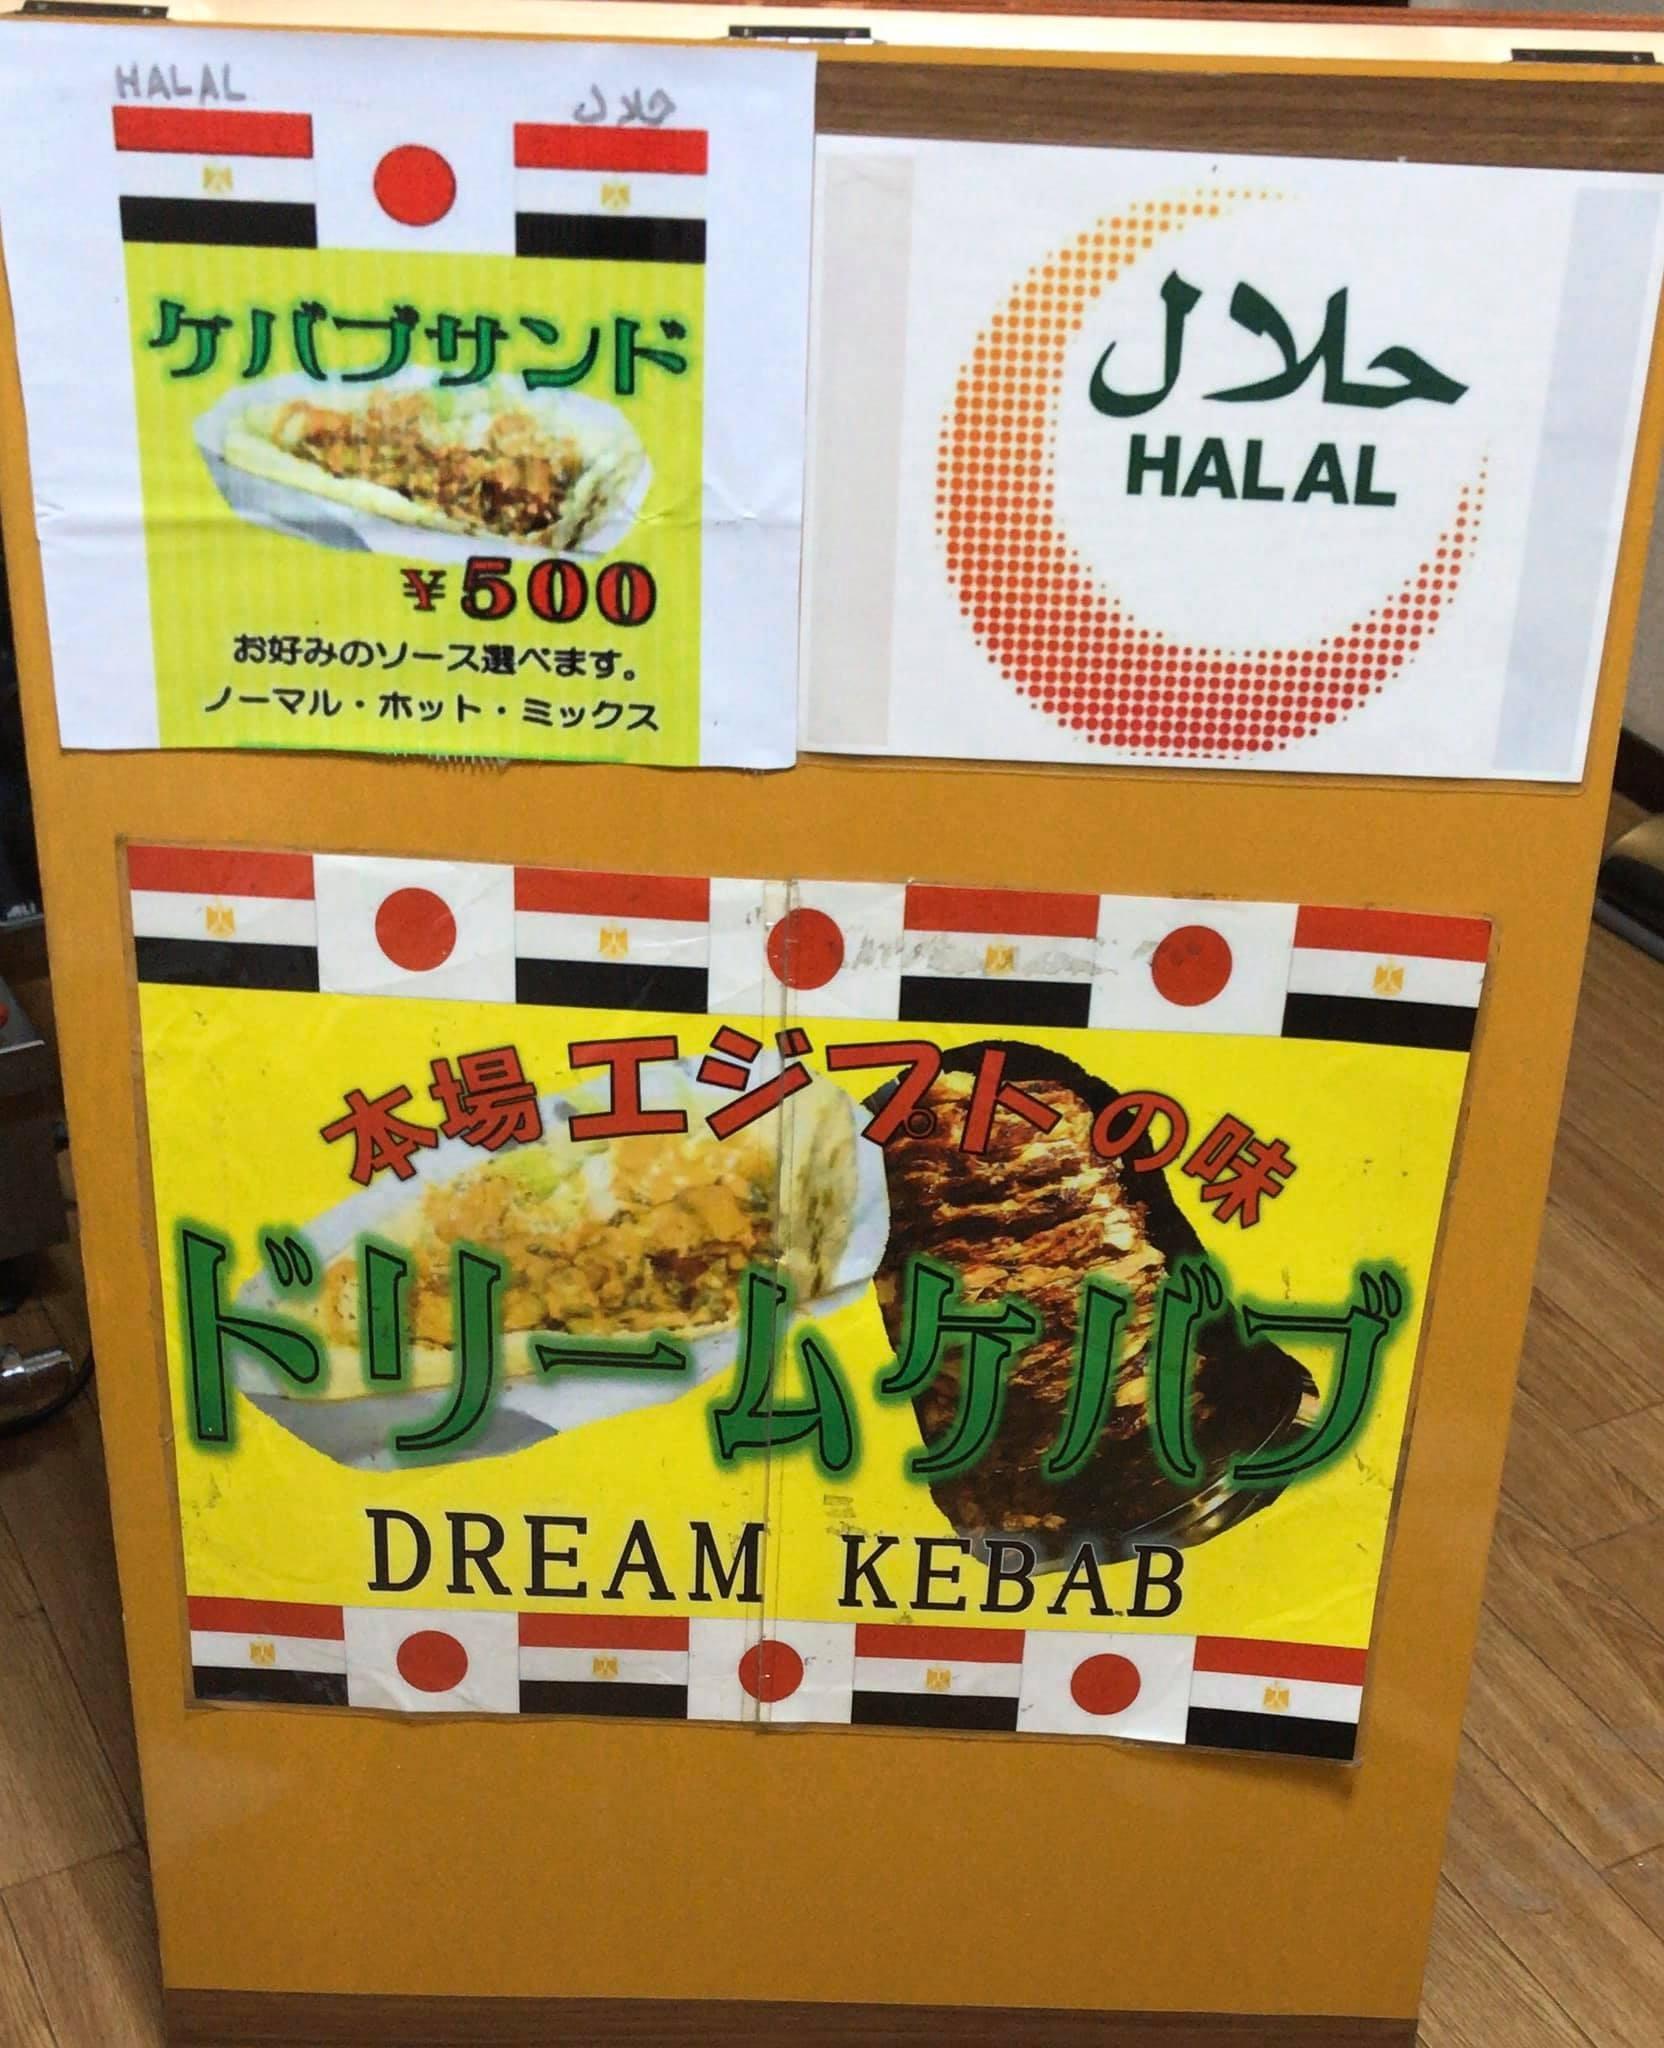 HALAL حلال
ケバブサンド
¥500
お好みのソース選べます。
ノーマル・ホット・ミックス
حلال
HALAL
本場エジプトの味
ドリームケバブ
DREAM KEBAB